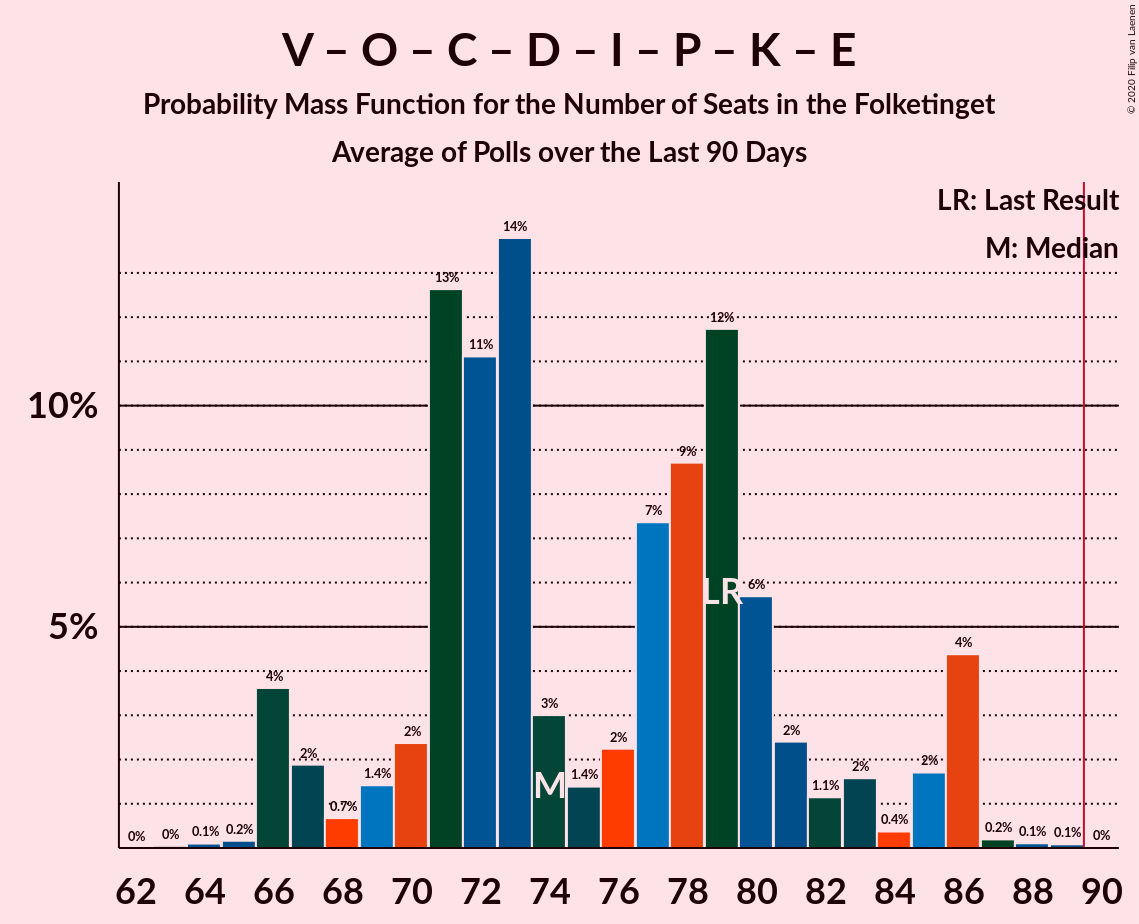 V – O – C – D – I – P – K – E
Probability Mass Function for the Number of Seats in the Folketinget
Average of Polls over the Last 90 Days
© 2020 Filip van Laenen
LR: Last Result
M: Median
14%
13%
12%
11%
10%
9%
7%
LR
6%
5%
4%
4%
3%
2%
2%
2%
2%
2%
2%
M
1.4%
1.4%
1.1%
0.7%
0.4%
0% 0% 0.1% 0.2%
0.2% 0.1% 0.1% 0%
62 64 66 68 70 72 74 76 78 80 82 84 86 88 90